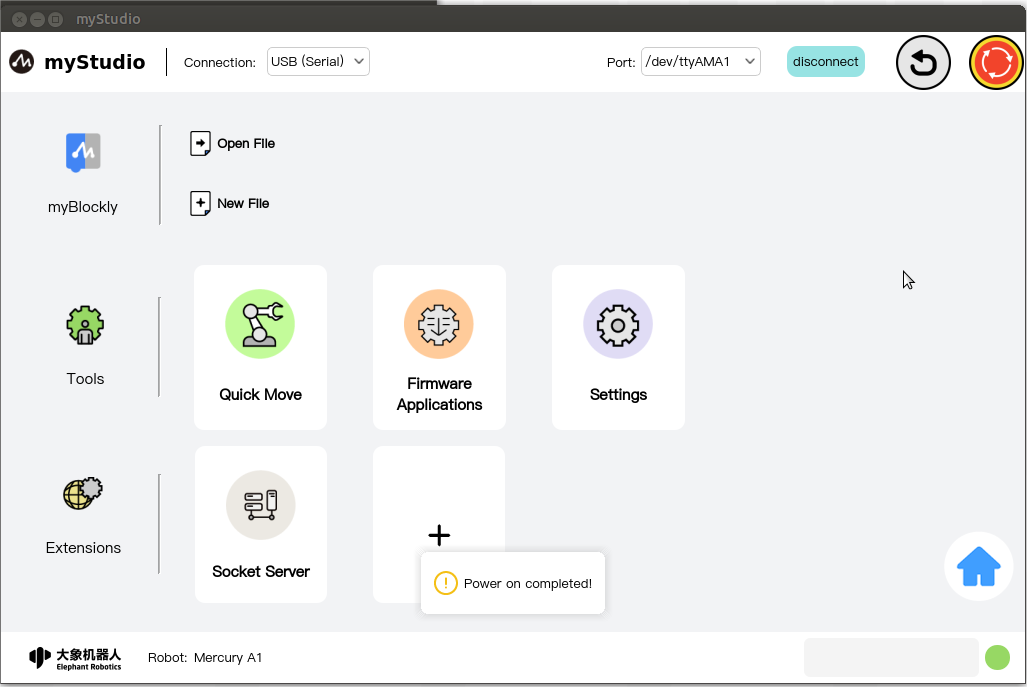 myStudio
myStudio
Connection:
USB (Serial)
Port:
/dev/ttyAMA1
disconnect
myBlockly
Open File
New File
Tools
Quick Move
Firmware
Applications
Settings
Extensions
Socket Server
Power on completed!
大象机器人
Elephant Robotics
Robot: Mercury A1